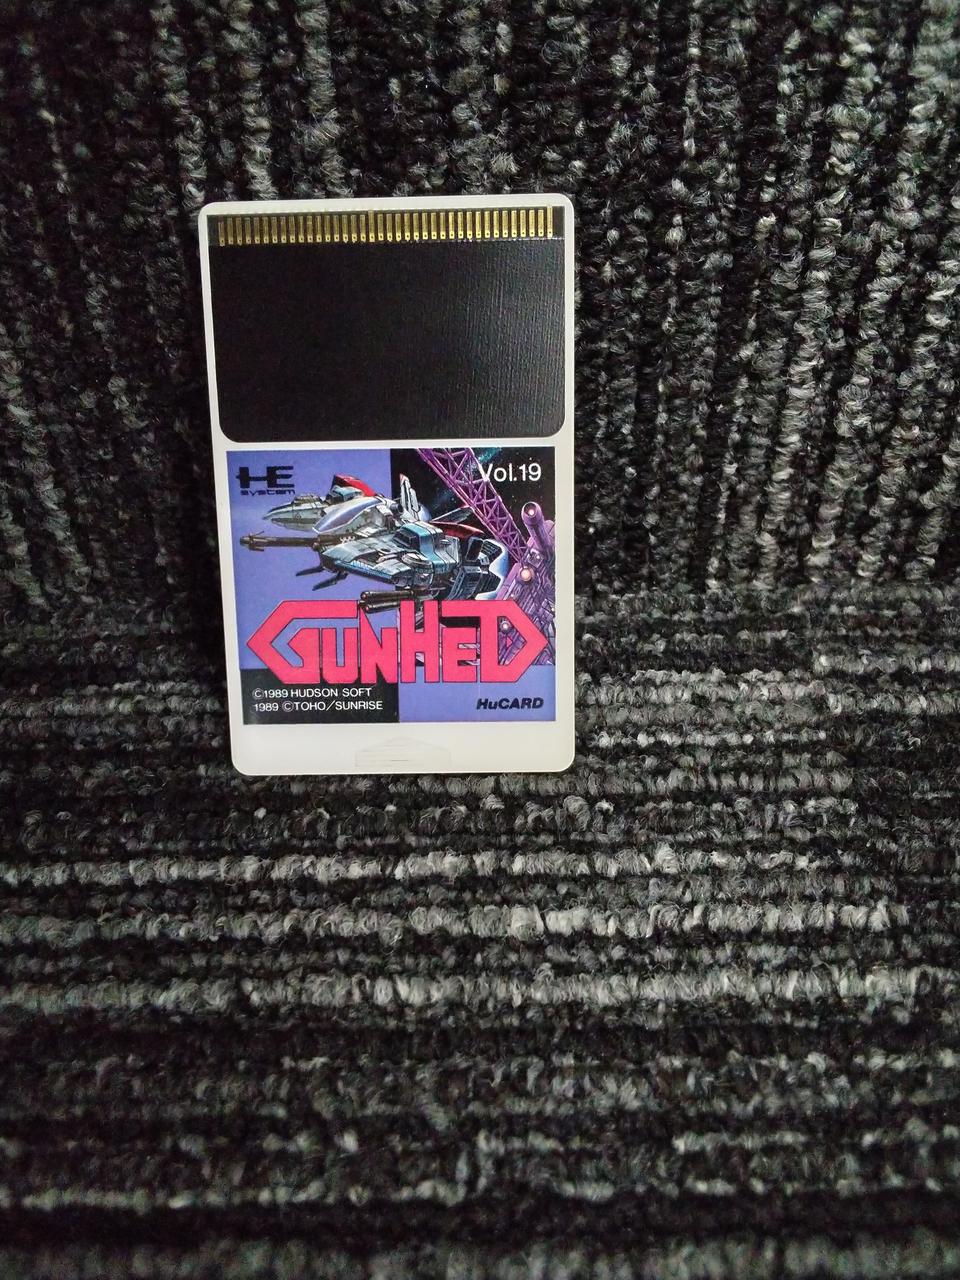 HE
system
Vol.19
GUNHED
©1989 HUDSON SOFT
1989 ©TOHO/SUNRISE
HuCARD